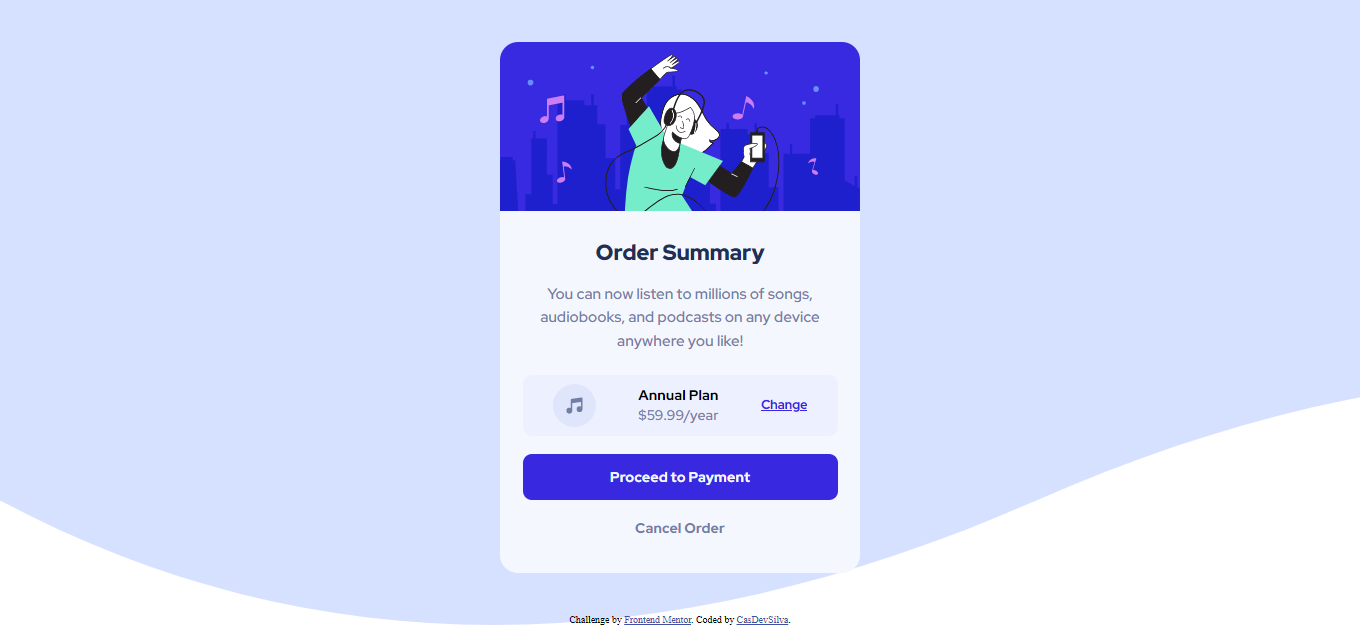 Order Summary
You can now listen to millions of songs,
audiobooks, and podcasts on any device
anywhere you like!
Annual Plan
$59.99/year
Change
Proceed to Payment
Cancel Order
Challenge by Frontend Mentor. Coded by CasDevSilva.